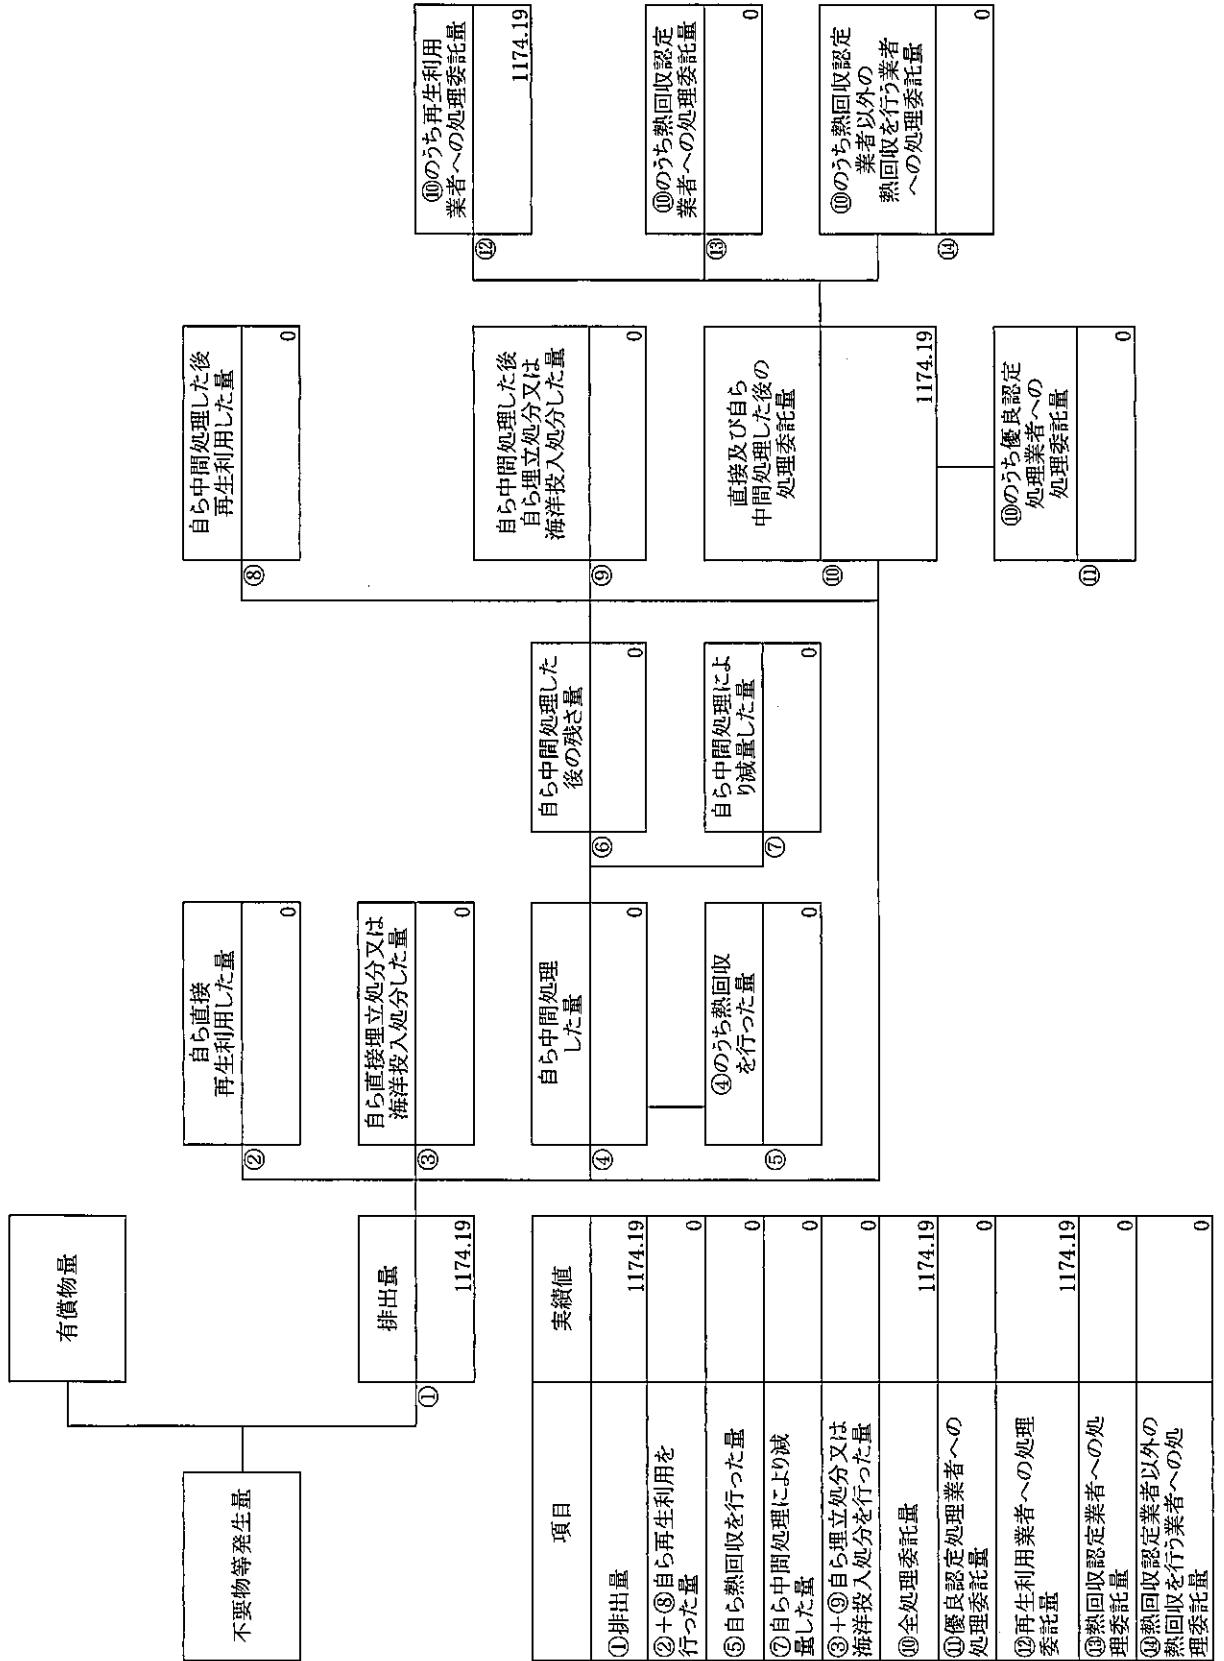 不要物等発生量
有償物量
①
排出量
1174.19
②
自ら直接
再生利用した量
0
③
自ら直接埋立処分又は
海洋投入処分した量
0
④
自ら中間処理
した量
0
⑤
④のうち熱回収
を行った量
0
⑥
自ら中間処理した
後の残さ量
0
⑦
自ら中間処理によ
り減量した量
0
⑧
自ら中間処理した後
再生利用した量
0
⑨
自ら中間処理した後
自ら埋立処分又は
海洋投入処分した量
0
⑩
直接及び自ら
中間処理した後の
処理委託量
1174.19
⑪
⑩のうち優良認定
処理業者への
処理委託量
0
⑫
⑩のうち再生利用
業者への処理委託量
1174.19
⑬
⑩のうち熱回収認定
業者への処理委託量
0
⑭
⑩のうち熱回収認定
業者以外の
熱回収を行う業者
への処理委託量
0
項目
実績値
①排出量
1174.19
②+⑧自ら再生利用を
行った量
0
⑤自ら熱回収を行った量
0
⑦自ら中間処理により減
量した量
0
③+⑨自ら埋立処分又は
海洋投入処分を行った量
0
⑩全処理委託量
1174.19
⑪優良認定処理業者への
処理委託量
0
⑫再生利用業者への処理
委託量
1174.19
⑬熱回収認定業者への処
理委託量
0
⑭熱回収認定業者以外の
熱回収を行う業者への処
理委託量
0